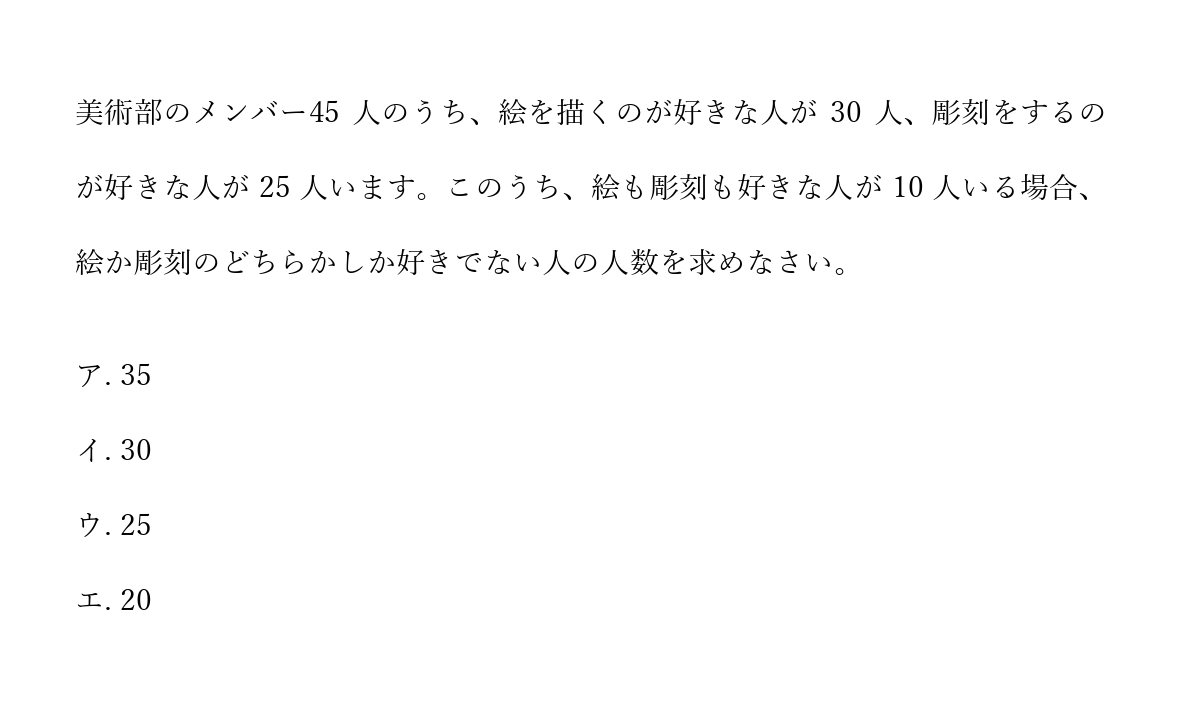 美術部のメンバー45 人のうち、絵を描くのが好きな人が 30 人、彫刻をするの
が好きな人が 25 人います。このうち、絵も彫刻も好きな人が 10 人いる場合、
絵か彫刻のどちらかしか好きでない人の人数を求めなさい。
ア. 35
イ. 30
ウ. 25
エ. 20